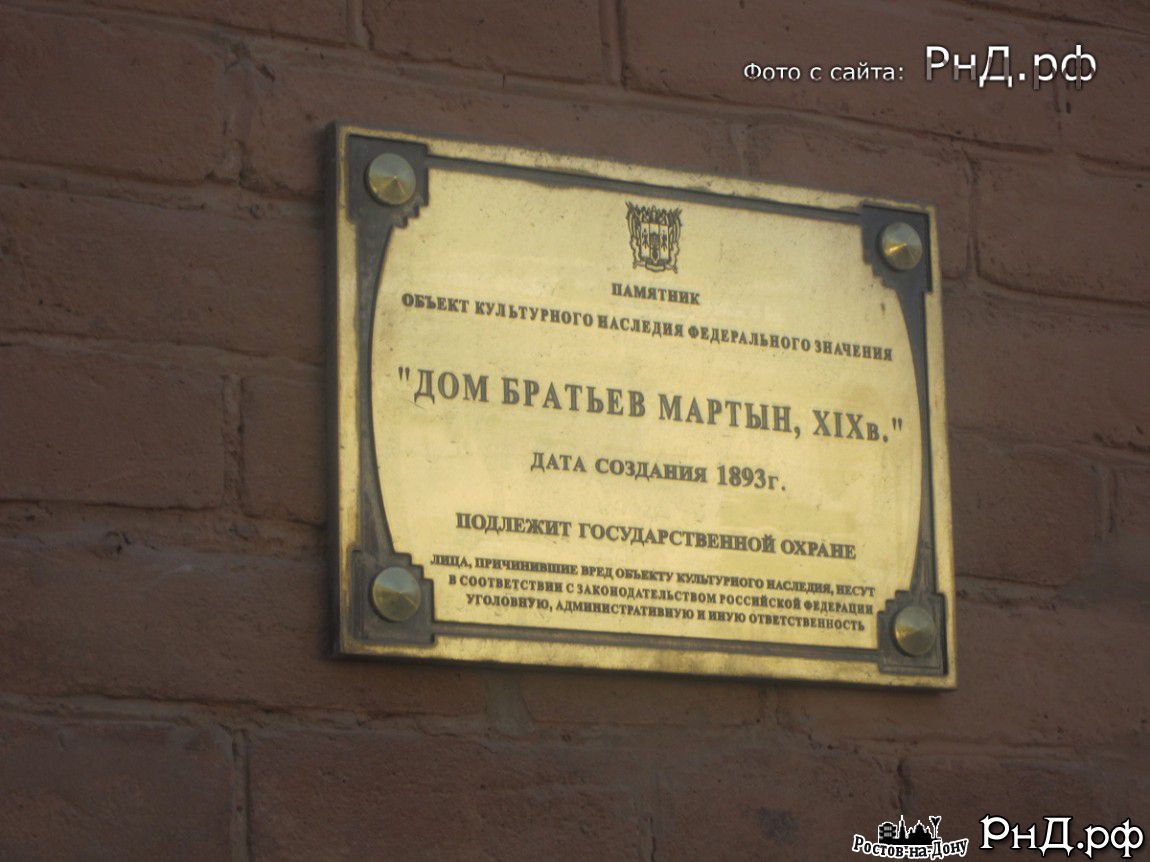 Фото с сайта: РнД.рф
ПАМЯТНИК
ОБЪЕКТ КУЛЬТУРНОГО НАСЛЕДИЯ ФЕДЕРАЛЬНОГО ЗНАЧЕНИЯ
"ДОМ БРАТЬЕВ МАРТЫН, XIXв."
ДАТА СОЗДАНИЯ 1893г.
ПОДЛЕЖИТ ГОСУДАРСТВЕННОЙ ОХРАНЕ
ЛИЦА, ПРИЧИНИВШИЕ ВРЕД ОБЪЕКТУ КУЛЬТУРНОГО НАСЛЕДИЯ, НЕСУТ
В СООТВЕТСТВИИ С ЗАКОНОДАТЕЛЬСТВОМ РОССИЙСКОЙ ФЕДЕРАЦИИ
УГОЛОВНУЮ, АДМИНИСТРАТИВНУЮ И ИНУЮ ОТВЕТСТВЕННОСТЬ
Ростов-на-Дону РнД.рф